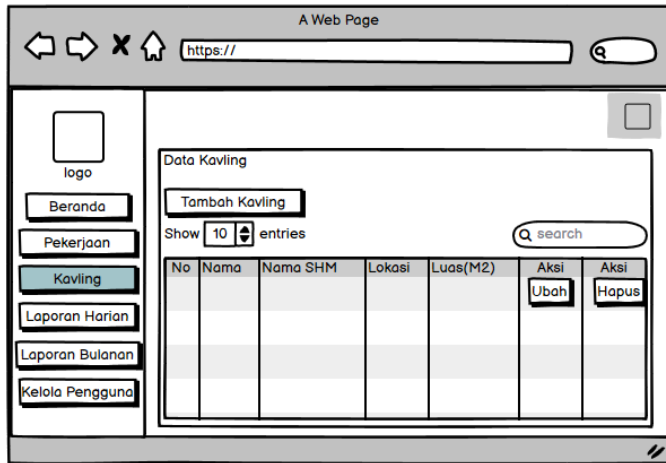 A Web Page
https://
logo
Beranda
Pekerjaan
Kavling
Laporan Harian
Laporan Bulanan
Kelola Pengguna
Data Kavling
Tambah Kavling
Show 10 entries
search
No Nama Nama SHM Lokasi Luas(M2) Aksi Aksi
Ubah Hapus